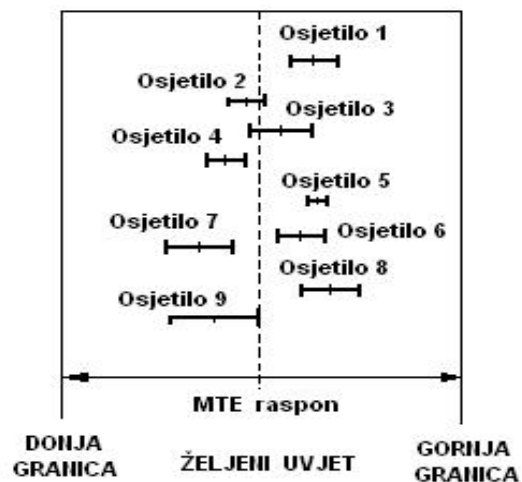 Osjetilo 1
Osjetilo 2
Osjetilo 3
Osjetilo 4
Osjetilo 5
Osjetilo 7
Osjetilo 6
Osjetilo 8
Osjetilo 9
MTE raspon
DONJA
GRANICA
ŽELJENI UVJET
GORNJA
GRANICA